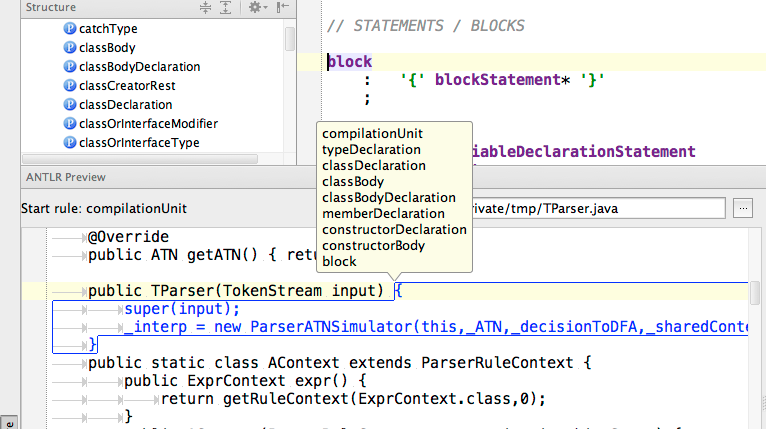 Structure
catchType
classBody
classBodyDeclaration
classCreatorRest
classDeclaration
classOrInterfaceModifier
classOrInterfaceType
// STATEMENTS / BLOCKS
block
: '{' blockStatement* '}'
;
iableDeclarationStatement
compilationUnit
typeDeclaration
classDeclaration
classBody
classBodyDeclaration
memberDeclaration
constructorDeclaration
constructorBody
block
ANTLR Preview
Start rule: compilationUnit
rivate/tmp/TParser.java
...
@Override
public ATN getATN() { retu
public TParser(TokenStream input) {
super(input);
_interp = new ParserATNSimulator(this,_ATN,_decisionToDFA,_sharedConte
}
public static class AContext extends ParserRuleContext {
public ExprContext expr() {
return getRuleContext(ExprContext.class,0);
}